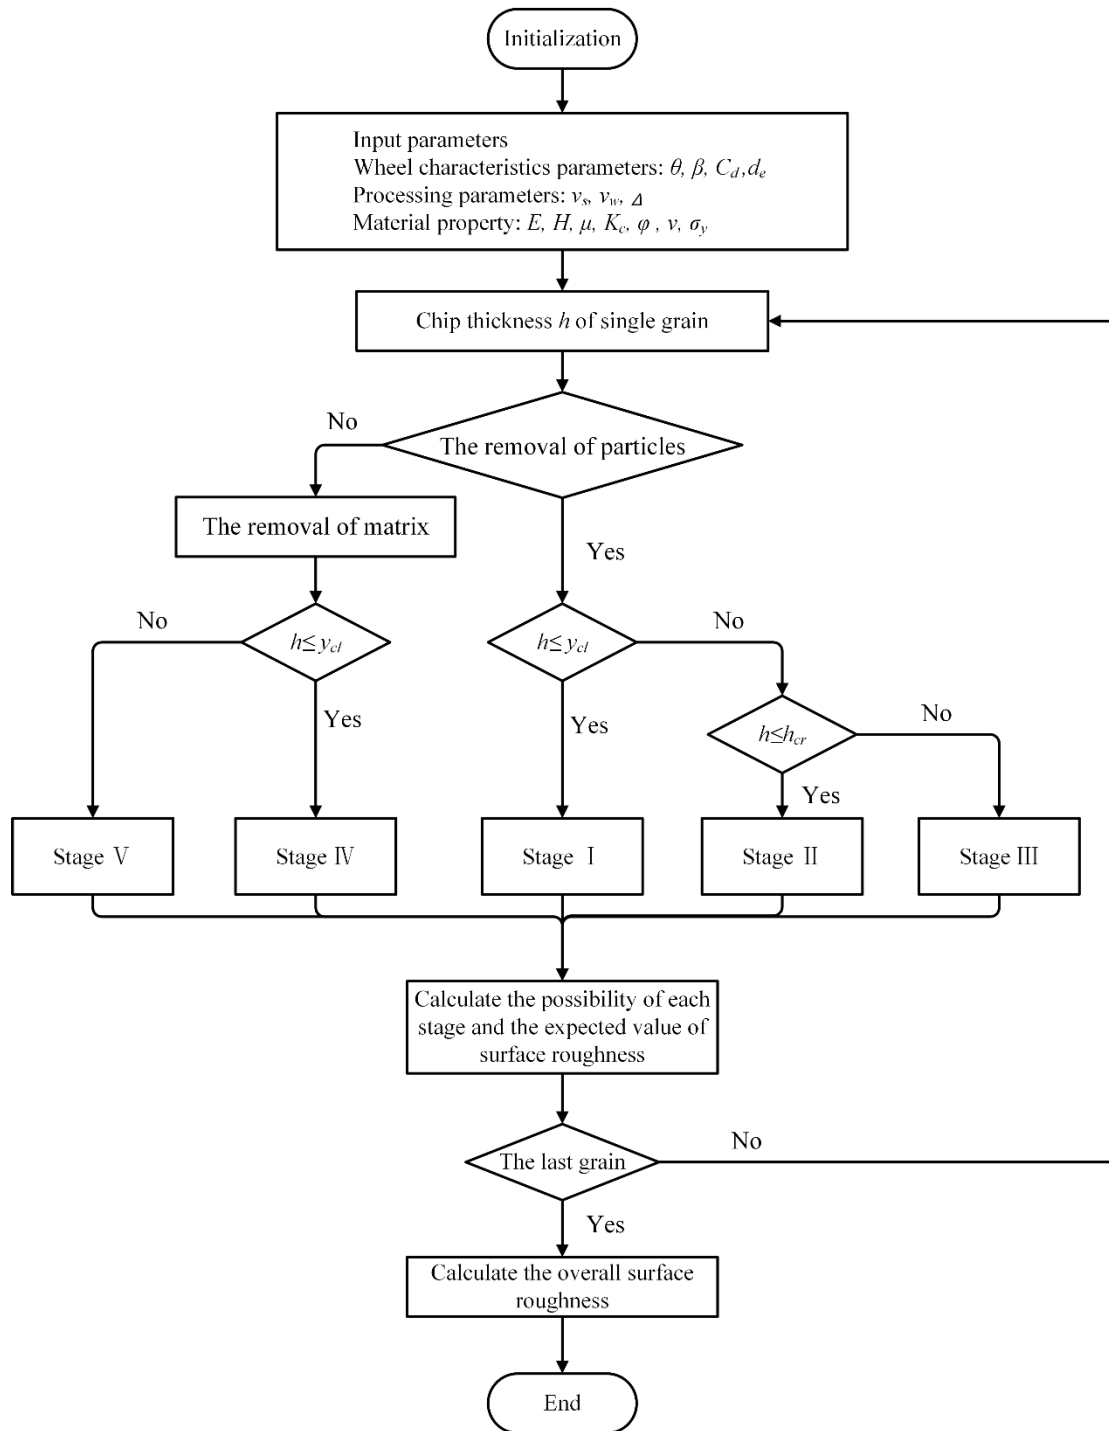 Initialization
Input parameters
Wheel characteristics parameters: θ, β, C_d,d_e
Processing parameters: v_s, v_w, Δ
Material property: E, H, μ, K_c, φ , ν, σ_y
Chip thickness h of single grain
No
The removal of particles
The removal of matrix
Yes
No
h≤ y_cl
h≤ y_cl
No
Yes
Yes
h≤h_cr
No
Yes
Stage Ⅴ
Stage Ⅳ
Stage Ⅰ
Stage Ⅱ
Stage Ⅲ
Calculate the possibility of each
stage and the expected value of
surface roughness
The last grain
No
Yes
Calculate the overall surface
roughness
End